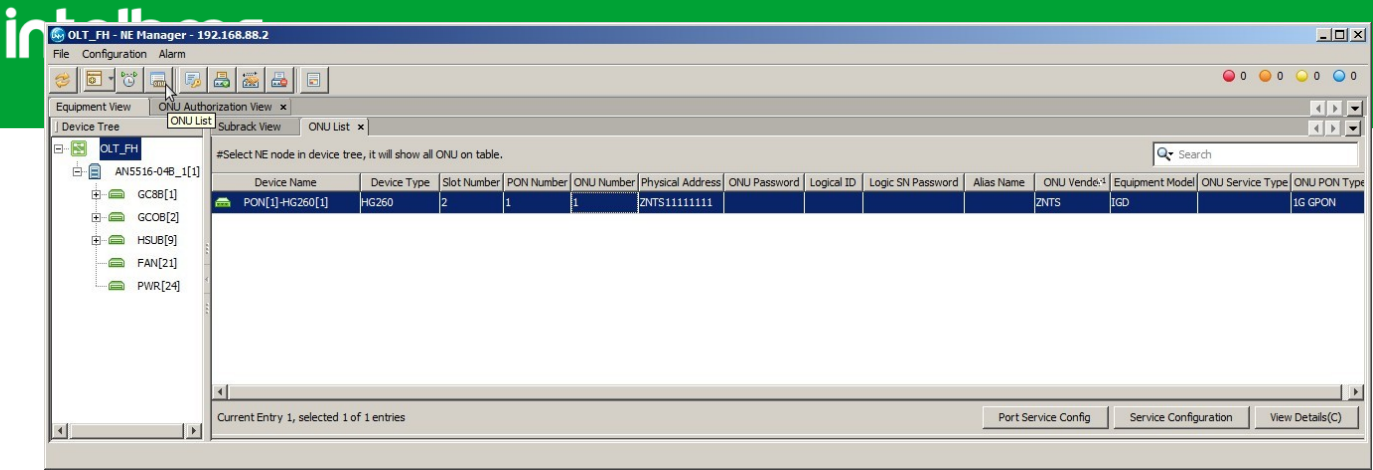 OLT_FH - NE Manager - 192.168.88.2
File Configuration Alarm
0 0 0 0
Equipment View ONU Authorization View
ONU List
Device Tree Subrack View ONU List
OLT_FH
AN5516-04B_1[1]
GC8B[1]
GCOB[2]
HSUB[9]
FAN[21]
PWR[24]
#Select NE node in device tree, it will show all ONU on table.
Search
Device Name Device Type Slot Number PON Number ONU Number Physical Address ONU Password Logical ID Logic SN Password Alias Name ONU Vende 1 Equipment Model ONU Service Type ONU PON Type
PON[1]-HG260[1] HG260 2 1 1 ZNTS11111111 ZNTS IGD 1G GPON
Current Entry 1, selected 1 of 1 entries
Port Service Config Service Configuration View Details(C)